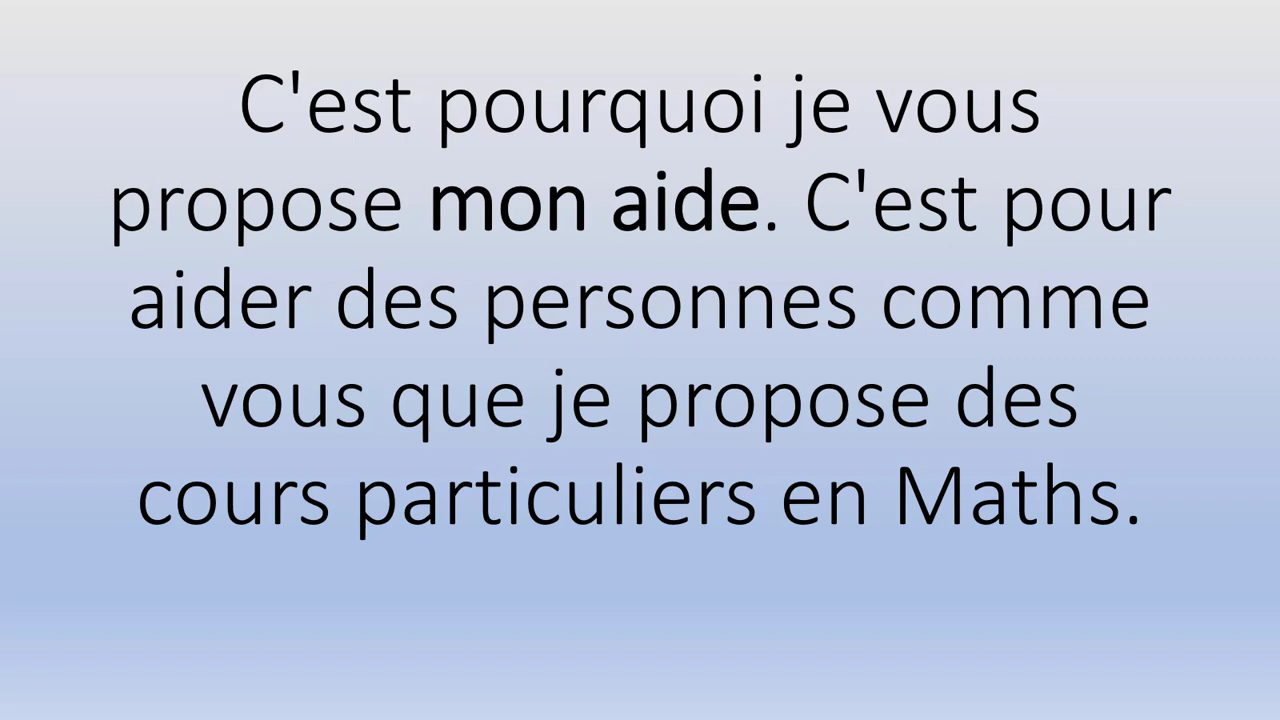 C'est pourquoi je vous
propose mon aide. C'est pour
aider des personnes comme
vous que je propose des
cours particuliers en Maths.